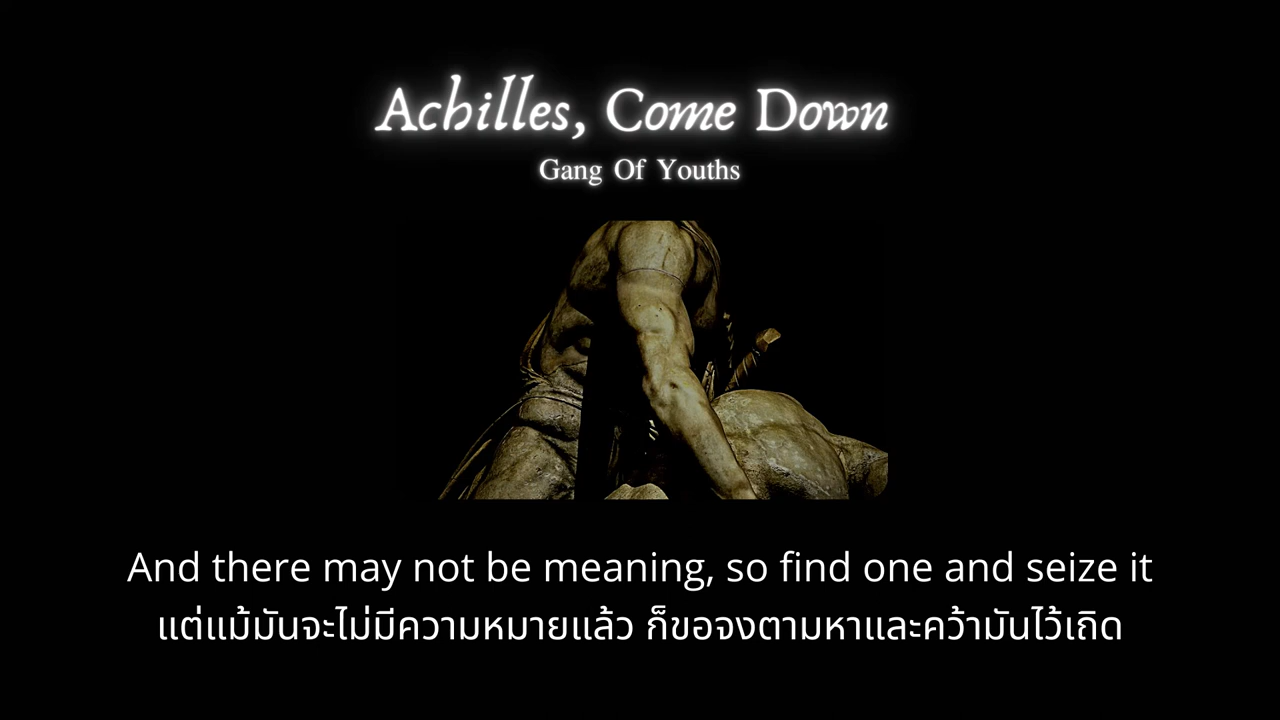 Achilles, Come Down
Gang Of Youths
And there may not be meaning, so find one and seize it
แต่แม้มันจะไม่มีความหมายแล้ว ก็ขอจงตามหาและคว้ามันไว้เถิด